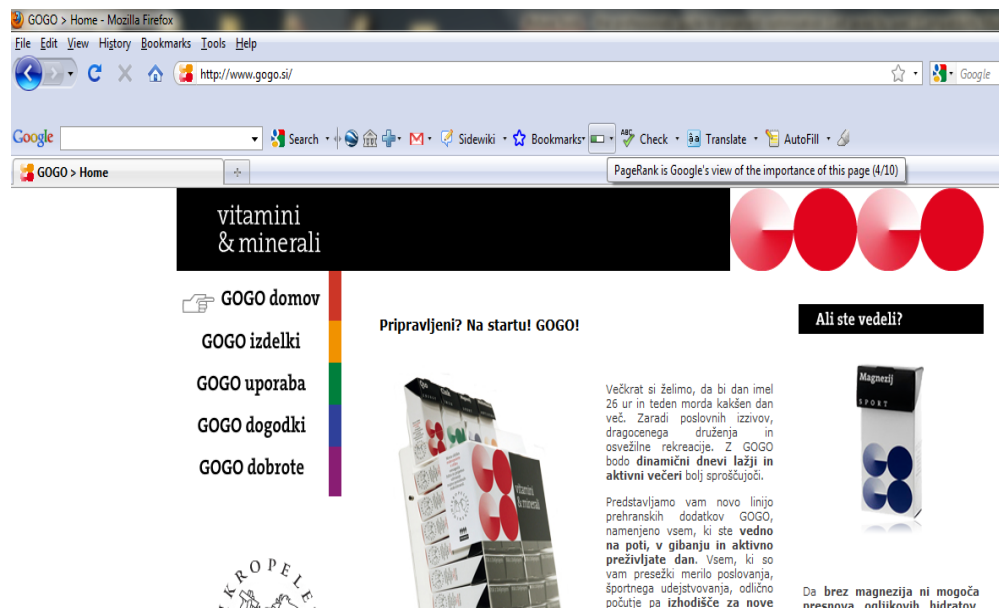 GOGO > Home - Mozilla Firefox
File Edit View History Bookmarks Tools Help
http://www.gogo.si/
Google
Google Search Sidewiki Bookmarks ABC Check Translate AutoFill
GOGO > Home
PageRank is Google's view of the importance of this page (4/10)
vitamini
& minerali
GOGO domov
GOGO izdelki
GOGO uporaba
GOGO dogodki
GOGO dobrote
Pripravljeni? Na startu! GOGO!
vitamini
& minerali
Večkrat si želimo, da bi dan imel
26 ur in teden morda kakšen dan
več. Zaradi poslovnih izzivov,
dragocenega druženja in
osvežilne rekreacije. Z GOGO
bodo dinamični dnevi lažji in
aktivni večeri bolj sproščujoči.
Predstavljamo vam novo linijo
prehranskih dodatkov GOGO,
namenjeno vsem, ki ste vedno
na poti, v gibanju in aktivno
preživljate dan. Vsem, ki so
vam presežki merilo poslovanja,
športnega udejstvovanja, odlično
počutje pa izhodišče za nove
Ali ste vedeli?
Magnezij
SPORT
Da brez magnezija ni mogoča
presnova ogljikovih hidratov,